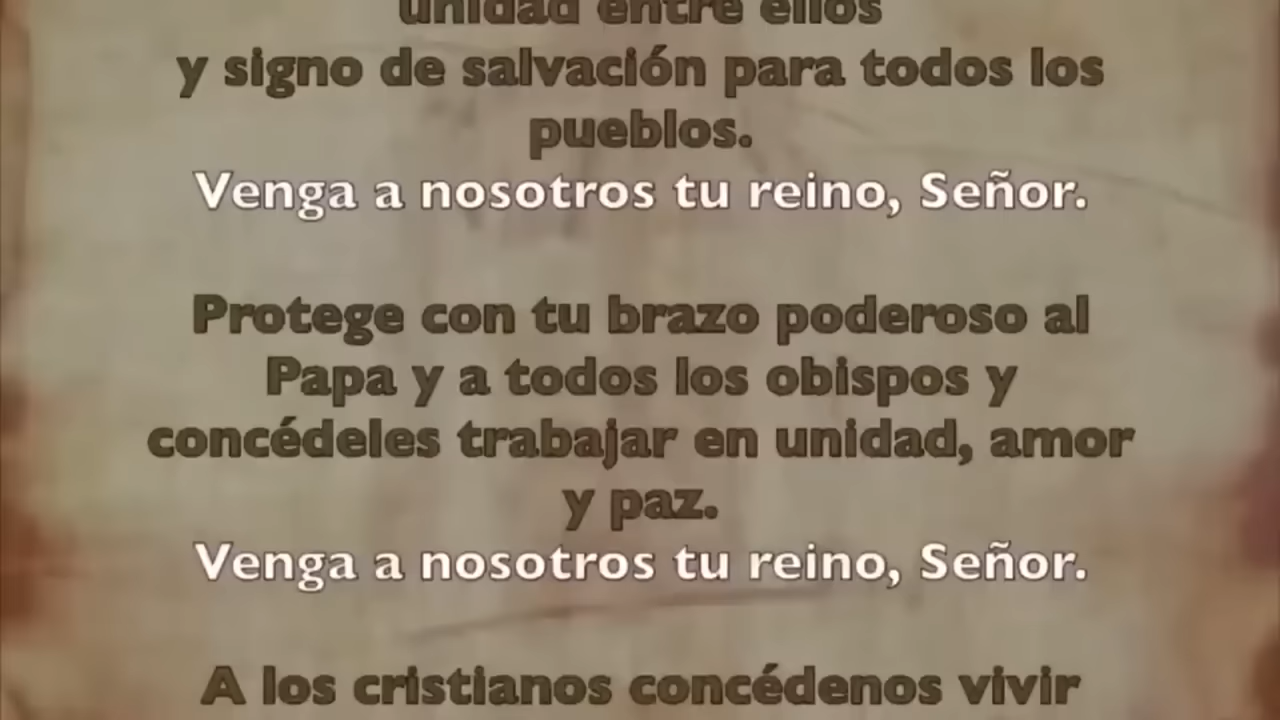 unidad entre ellos
y signo de salvación para todos los
pueblos.
Venga a nosotros tu reino, Señor.
Protege con tu brazo poderoso al
Papa y a todos los obispos y
concédeles trabajar en unidad, amor
y paz.
Venga a nosotros tu reino, Señor.
A los cristianos concédenos vivir